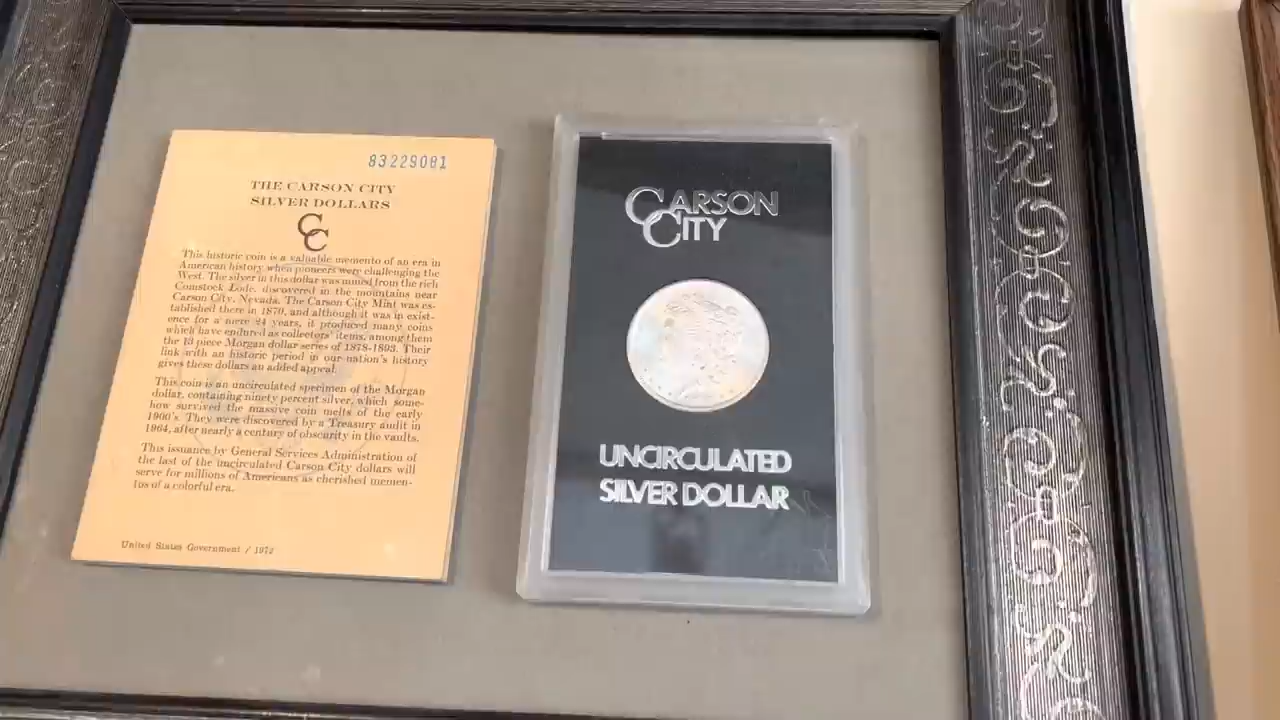 83229081
THE CARSON CITY
SILVER DOLLARS
CC
This historic coin is a valuable memento of an era in
American history when pioneers were challenging the
West. The silver in this dollar was mined from the rich
Comstock Lode, discovered in the mountains near
Carson City, Nevada. The Carson City Mint was es-
tablished there in 1870, and although it was in exist-
ence for a mere 24 years, it produced many coins
which have endured as collectors' items, among them
the 13 piece Morgan dollar series of 1878-1893. Their
link with an historic period in our nation's history
gives these dollars an added appeal.
This coin is an uncirculated specimen of the Morgan
dollar, containing ninety percent silver, which some-
how survived the massive coin melts of the early
1900's. They were discovered by a Treasury audit in
1964, after nearly a century of obscurity in the vaults.
This issuance by General Services Administration of
the last of the uncirculated Carson City dollars will
serve for millions of Americans as cherished memen-
tos of a colorful era.
United States Government / 1972
CARSON
CITY
UNCIRCULATED
SILVER DOLLAR